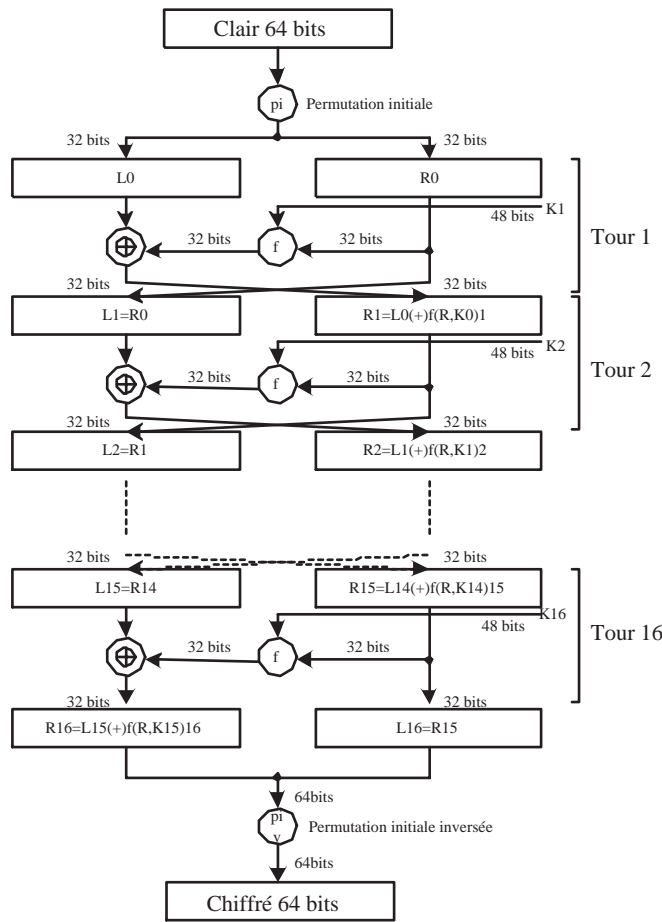 Clair 64 bits
pi Permutation initiale
32 bits 32 bits
L0 R0
K1
48 bits
32 bits f 32 bits
Tour 1
32 bits 32 bits
L1=R0 R1=L0(+)f(R,K0)1
K2
48 bits
32 bits f 32 bits
Tour 2
32 bits 32 bits
L2=R1 R2=L1(+)f(R,K1)2
32 bits 32 bits
L15=R14 R15=L14(+)f(R,K14)15
K16
48 bits
32 bits f 32 bits
Tour 16
32 bits 32 bits
R16=L15(+)f(R,K15)16 L16=R15
64bits
pi
v
Permutation initiale inversée
64bits
Chiffré 64 bits